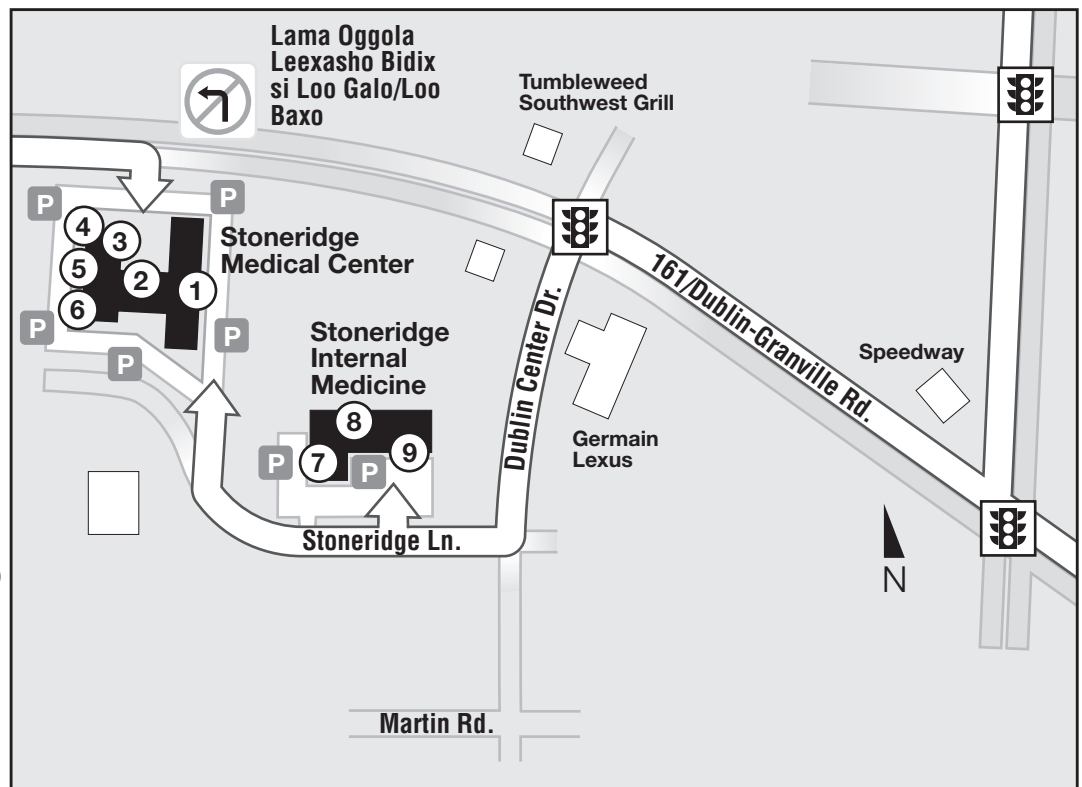 Lama Oggola
Leexasho Bidix
si Loo Galo/Loo
Baxo
Tumbleweed
Southwest Grill
P
P
4
3
5
2
1
6
Stoneridge
Medical Center
P
P
P
Stoneridge
Internal
Medicine
8
7
9
P
P
Stoneridge Ln.
Dublin Center Dr.
161/Dublin-Granville Rd.
Speedway
Germain
Lexus
N
Martin Rd.